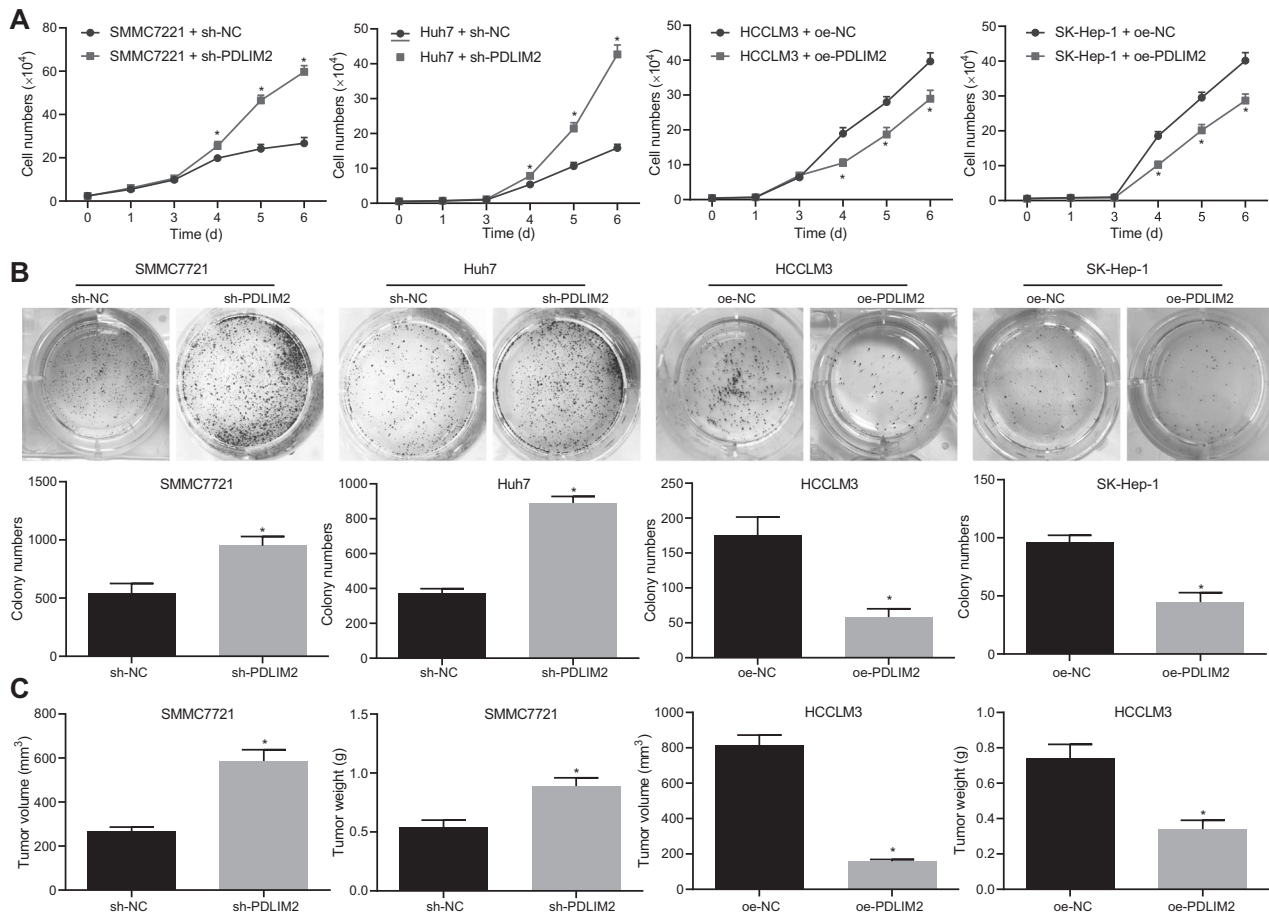 A
SMMC7221 + sh-NC
SMMC7221 + sh-PDLIM2
Cell numbers (×10⁴)
80
60
40
20
0
* * *
0 1 3 4 5 6
Time (d)
Huh7 + sh-NC
Huh7 + sh-PDLIM2
Cell numbers (×10⁴)
50
40
30
20
10
0
* * *
0 1 3 4 5 6
Time (d)
HCCLM3 + oe-NC
HCCLM3 + oe-PDLIM2
Cell numbers (×10⁴)
50
40
30
20
10
0
* * *
0 1 3 4 5 6
Time (d)
SK-Hep-1 + oe-NC
SK-Hep-1 + oe-PDLIM2
Cell numbers (×10⁴)
50
40
30
20
10
0
* * *
0 1 3 4 5 6
Time (d)
B
SMMC7721
sh-NC sh-PDLIM2
Huh7
sh-NC sh-PDLIM2
HCCLM3
oe-NC oe-PDLIM2
SK-Hep-1
oe-NC oe-PDLIM2
SMMC7721
Colony numbers
1500
1000
500
0
*
sh-NC sh-PDLIM2
Huh7
Colony numbers
1000
800
600
400
200
0
*
sh-NC sh-PDLIM2
HCCLM3
Colony numbers
250
200
150
100
50
0
*
oe-NC oe-PDLIM2
SK-Hep-1
Colony numbers
150
100
50
0
*
oe-NC oe-PDLIM2
C
SMMC7721
Tumor volume (mm³)
800
600
400
200
0
*
sh-NC sh-PDLIM2
SMMC7721
Tumor weight (g)
1.5
1.0
0.5
0.0
*
sh-NC sh-PDLIM2
HCCLM3
Tumor volume (mm³)
1000
800
600
400
200
0
*
oe-NC oe-PDLIM2
HCCLM3
Tumor weight (g)
1.0
0.8
0.6
0.4
0.2
0.0
*
oe-NC oe-PDLIM2